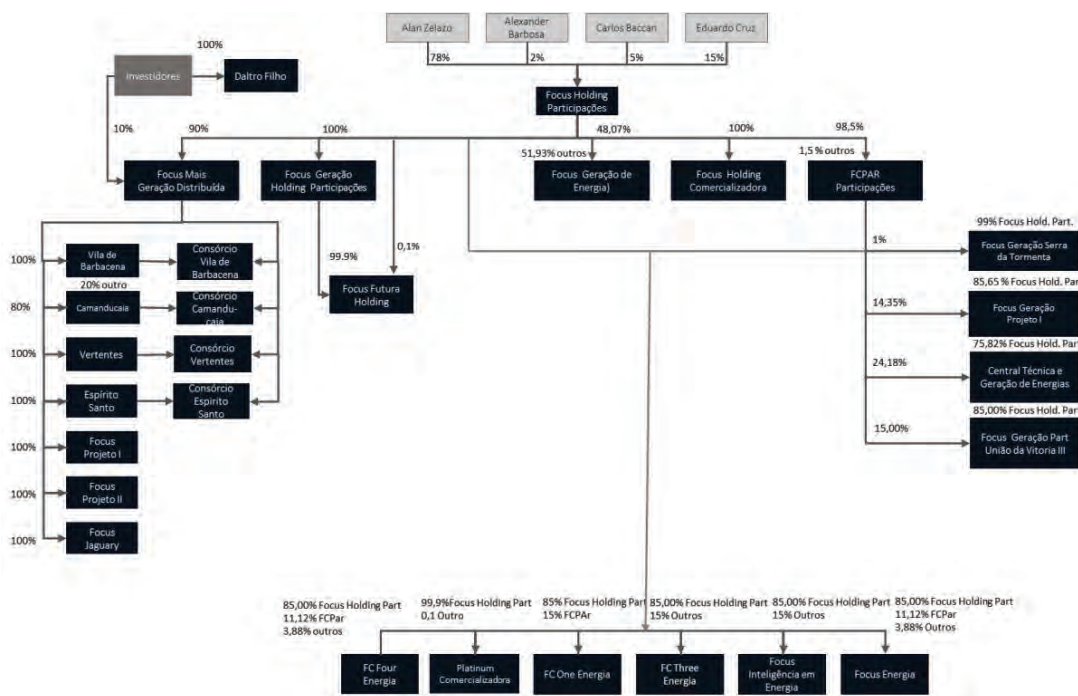 Alan Zelazo
Alexander
Barbosa
Carlos Baccan
Eduardo Cruz
78%
2%
5%
15%
100%
Investidores
Daltro Filho
Focus Holding
Participações
10%
90%
100%
48,07%
100%
98,5%
51,93% outros
1,5 % outros
Focus Mais
Geração Distribuída
Focus Geração
Holding Participações
Focus Geração de
Energia)
Focus Holding
Comercializadora
FCPAR
Participações
99.9%
0,1%
Focus Futura
Holding
100%
Vila de
Barbacena
Consórcio
Vila de
Barbacena
20% outro
80%
Camanducaia
Consórcio
Camandu-
caia
100%
Vertentes
Consórcio
Vertentes
100%
Espírito
Santo
Consórcio
Espirito
Santo
100%
Focus
Projeto I
100%
Focus
Projeto II
100%
Focus
Jaguary
99% Focus Hold. Part.
1%
Focus Geração Serra
da Tormenta
85,65 % Focus Hold. Part
14,35%
Focus Geração
Projeto I
75,82% Focus Hold. Part
24,18%
Central Técnica e
Geração de Energias
85,00% Focus Hold. Part
15,00%
Focus Geração Part
União da Vitoria III
85,00% Focus Holding Part
11,12% FCPar
3,88% outros
99,9% Focus Holding Part
0,1 Outro
85% Focus Holding Part
15% FCPAr
85,00% Focus Holding Part
15% Outros
85,00% Focus Holding Part
15% Outros
85,00% Focus Holding Part
11,12% FCPar
3,88% Outros
FC Four
Energia
Platinum
Comercializadora
FC One Energia
FC Three
Energia
Focus
Inteligência em
Energia
Focus Energia